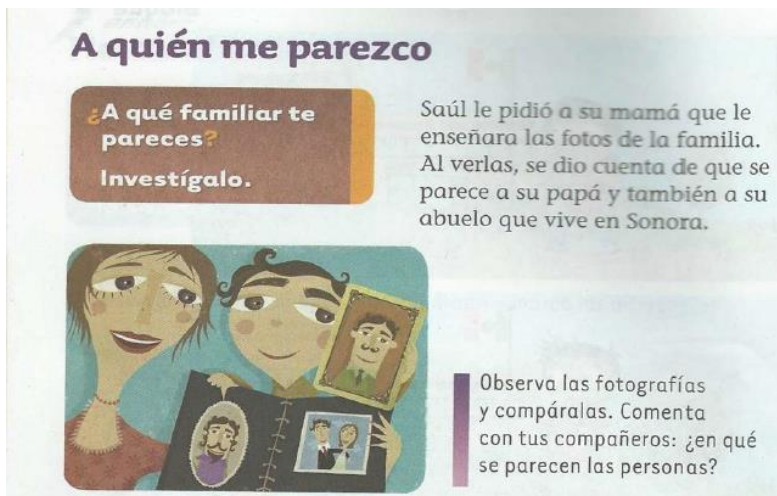 A quién me parezco
¿A qué familiar te
pareces?
Investígalo.
Saúl le pidió a su mamá que le
enseñara las fotos de la familia.
Al verlas, se dio cuenta de que se
parece a su papá y también a su
abuelo que vive en Sonora.
Observa las fotografías
y compáralas. Comenta
con tus compañeros: ¿en qué
se parecen las personas?